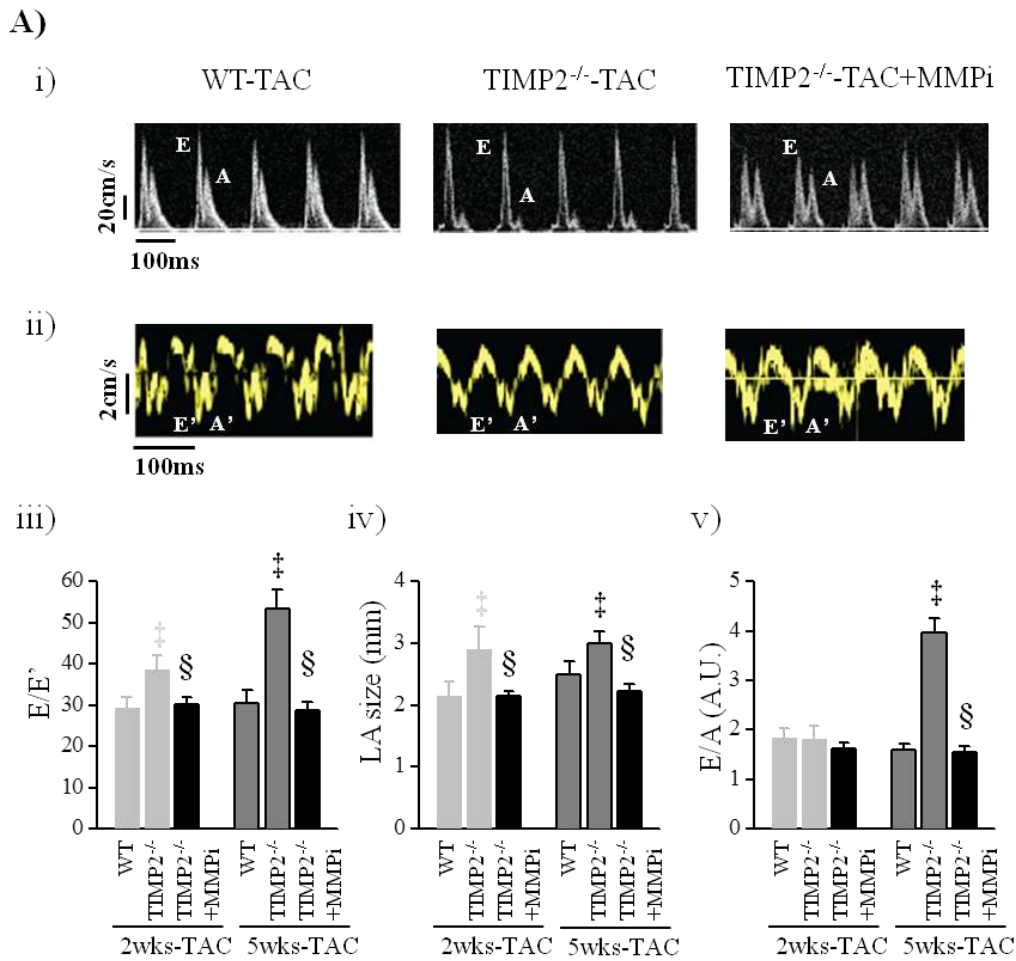 A)
i)
WT-TAC
TIMP2-/--TAC
TIMP2-/--TAC+MMPi
E
A
E
A
E
A
20cm/s
100ms
ii)
2cm/s
E’ A’
E’ A’
E’ A’
100ms
iii)
E/E’
60
50
40
30
20
10
0
‡
§
‡
§
WT
TIMP2-/-
TIMP2-/-
+MMPi
WT
TIMP2-/-
TIMP2-/-
+MMPi
2wks-TAC
5wks-TAC
iv)
LA size (mm)
4
3
2
1
0
‡
§
‡
§
WT
TIMP2-/-
TIMP2-/-
+MMPi
WT
TIMP2-/-
TIMP2-/-
+MMPi
2wks-TAC
5wks-TAC
v)
E/A (A.U.)
5
4
3
2
1
0
‡
§
WT
TIMP2-/-
TIMP2-/-
+MMPi
WT
TIMP2-/-
TIMP2-/-
+MMPi
2wks-TAC
5wks-TAC